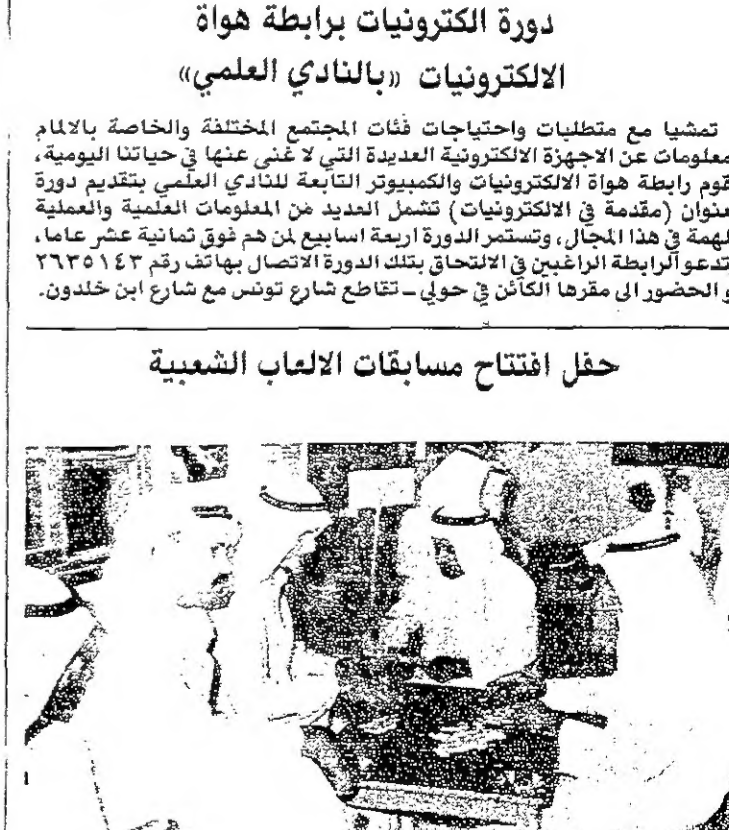 دورة الكترونيات برابطة هواة
الالكترونيات «بالنادي العلمي»
تمشيا مع متطلبات واحتياجات فئات المجتمع المختلفة والخاصة بالالمام
معلومات عن الاجهزة الالكترونية العديدة التي لا غنى عنها في حياتنا اليومية،
قوم رابطة هواة الالكترونيات والكمبيوتر التابعة للنادي العلمي بتقديم دورة
عنوان (مقدمة في الالكترونيات) تشمل العديد من المعلومات العلمية والعملية
لهمة في هذا المجال، وتستمر الدورة اربعة اسابيع لمن هم فوق ثمانية عشر عاما،
تدعو الرابطة الراغبين في الالتحاق بتلك الدورة الاتصال بهاتف رقم ٢٦٣٥١٤٣
و الحضور الى مقرها الكائن في حولي ـ تقاطع شارع تونس مع شارع ابن خلدون.
حفل افتتاح مسابقات الالعاب الشعبية